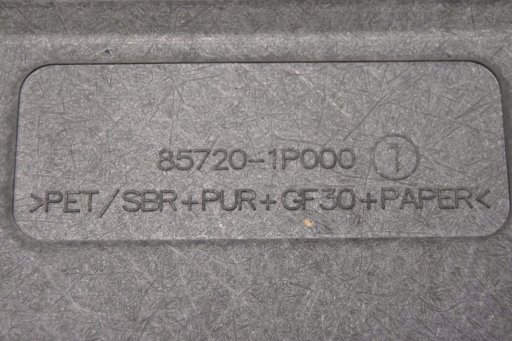 85720-1P000 ①
>PET/SBR+PUR+GF30+PAPER<